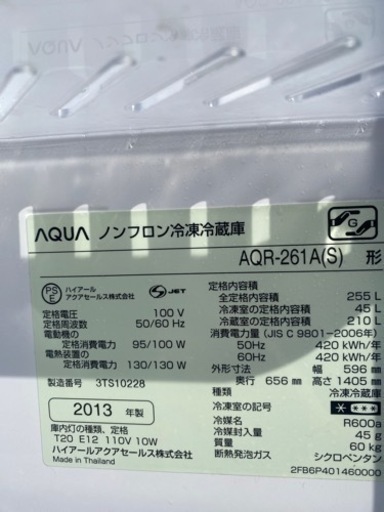 AQUA ノンフロン冷凍冷蔵庫
AQR-261A(S) 形
PS
E
ハイアール
アクアセールス株式会社
JET
定格電圧 100 V
定格周波数 50/60 Hz
電動機の
定格消費電力 95/100 W
電熱装置の
定格消費電力 130/130 W
製造番号 3TS10228
2013 年製
庫内灯の種類、定格
T20 E12 110V 10W
ハイアールアクアセールス株式会社
Made in Thailand
G
定格内容積
全定格内容積 255 L
冷凍室の定格内容積 45 L
冷蔵室の定格内容積 210 L
消費電力量 (JIS C 9801-2006年)
50Hz 420 kWh/年
60Hz 420 kWh/年
外形寸法 幅 596 mm
奥行 656 mm 高さ 1405 mm
種類 冷凍冷蔵庫
冷凍室の記号
冷媒 R600a
冷媒封入量 45 g
質量 60 kg
断熱発泡ガス シクロペンタン
2FB6P401460000